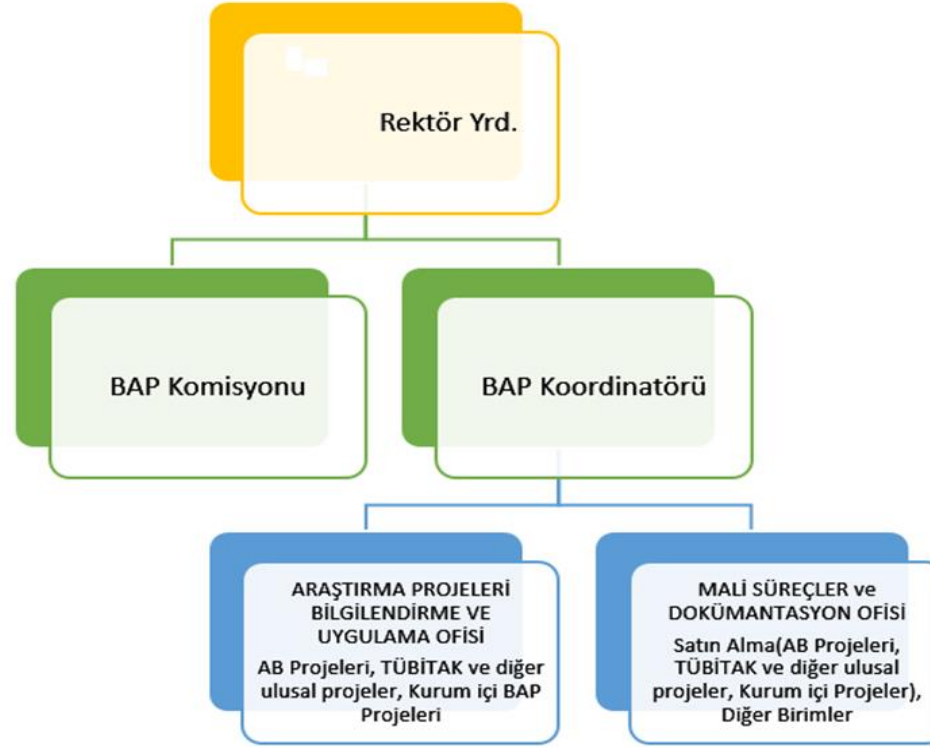 Rektör Yrd.
BAP Komisyonu
BAP Koordinatörü
ARAŞTIRMA PROJELERİ
BİLGİLENDİRME VE
UYGULAMA OFİSİ
AB Projeleri, TÜBİTAK ve diğer
ulusal projeler, Kurum içi BAP
Projeleri
MALİ SÜREÇLER ve
DOKÜMANTASYON OFİSİ
Satın Alma(AB Projeleri,
TÜBİTAK ve diğer ulusal
projeler, Kurum içi Projeler),
Diğer Birimler